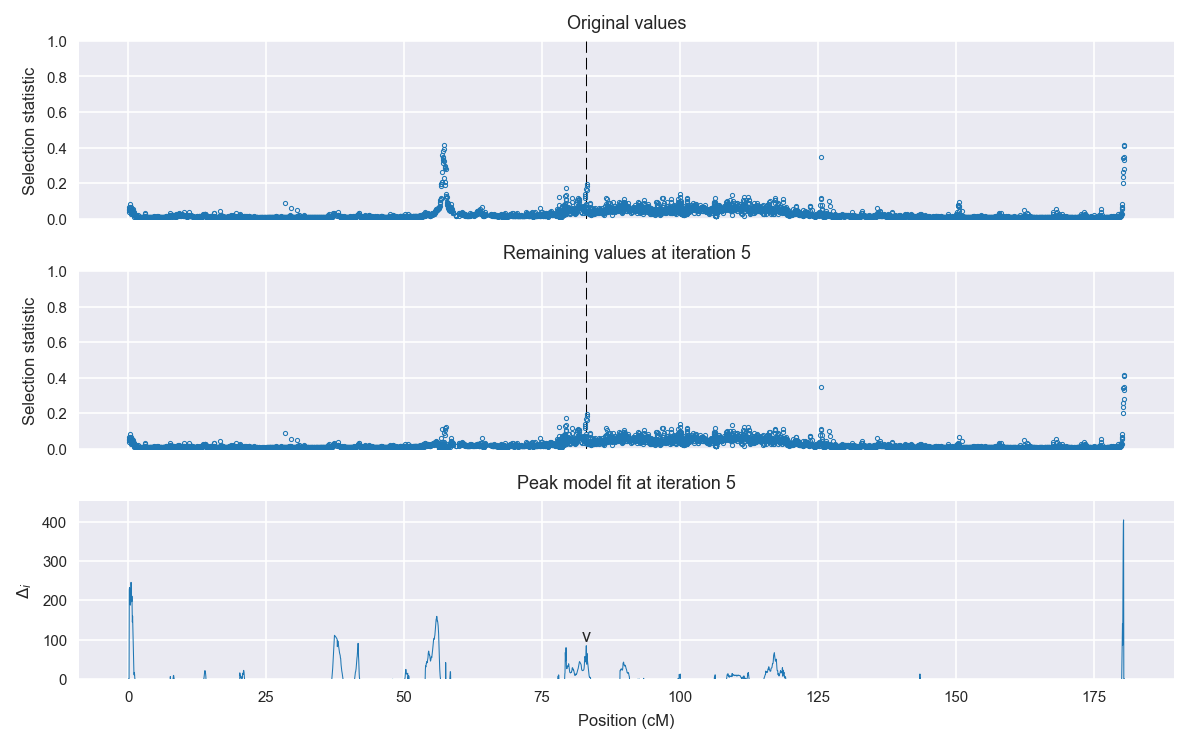 Original values
Selection statistic
1.0
0.8
0.6
0.4
0.2
0.0
Remaining values at iteration 5
Selection statistic
1.0
0.8
0.6
0.4
0.2
0.0
Peak model fit at iteration 5
Δi
400
300
200
100
0
v
0 25 50 75 100 125 150 175
Position (cM)